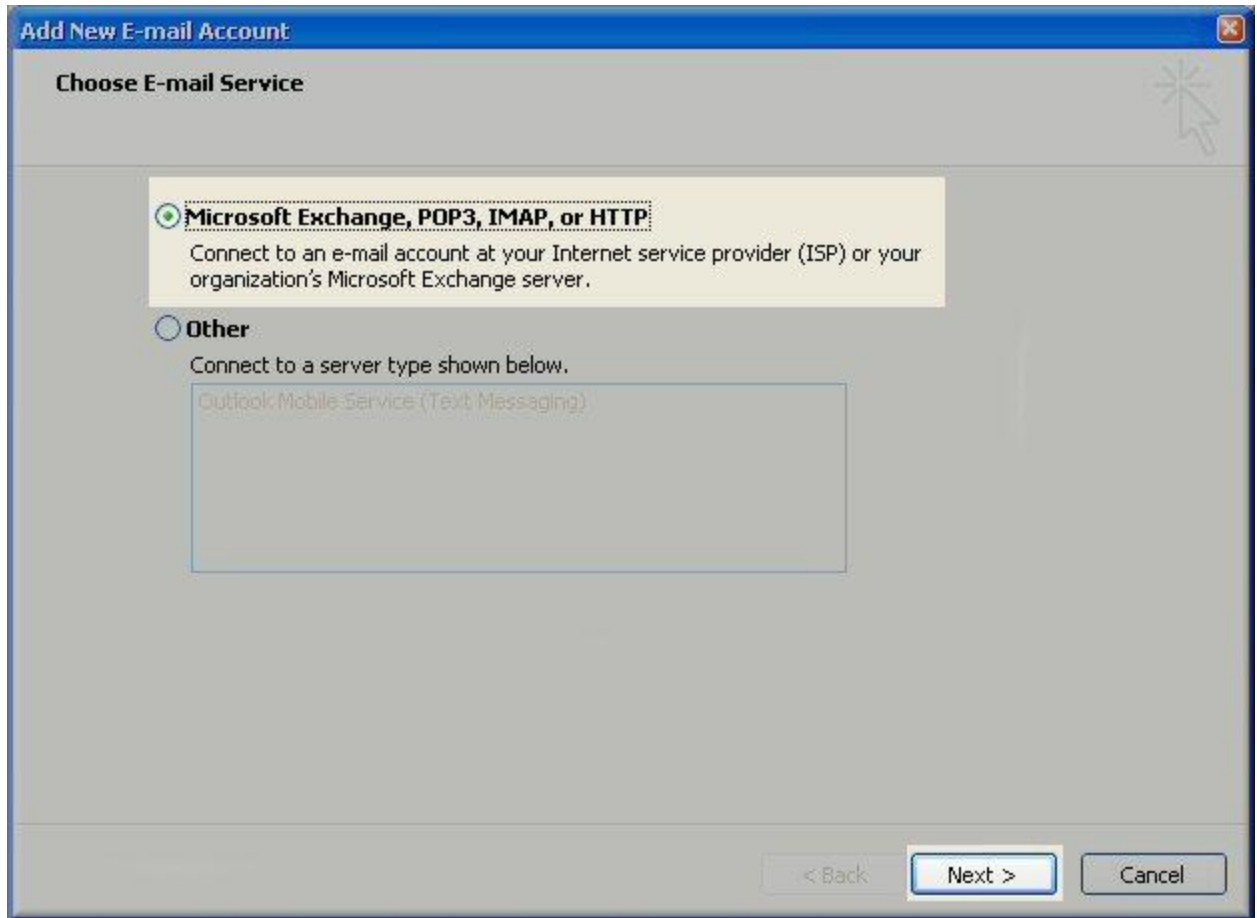 Add New E-mail Account
Choose E-mail Service
Microsoft Exchange, POP3, IMAP, or HTTP
Connect to an e-mail account at your Internet service provider (ISP) or your
organization's Microsoft Exchange server.
Other
Connect to a server type shown below.
Outlook Mobile Service (Text Messaging)
< Back Next > Cancel